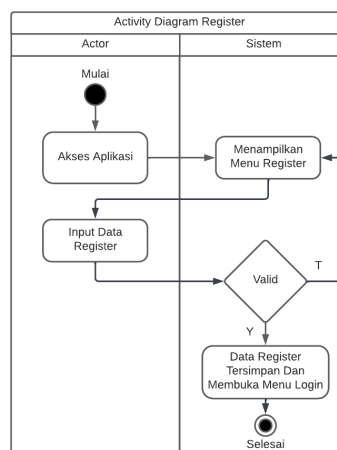 Activity Diagram Register
Actor
Sistem
Mulai
Akses Aplikasi
Menampilkan
Menu Register
Input Data
Register
Valid
T
Y
Data Register
Tersimpan Dan
Membuka Menu Login
Selesai